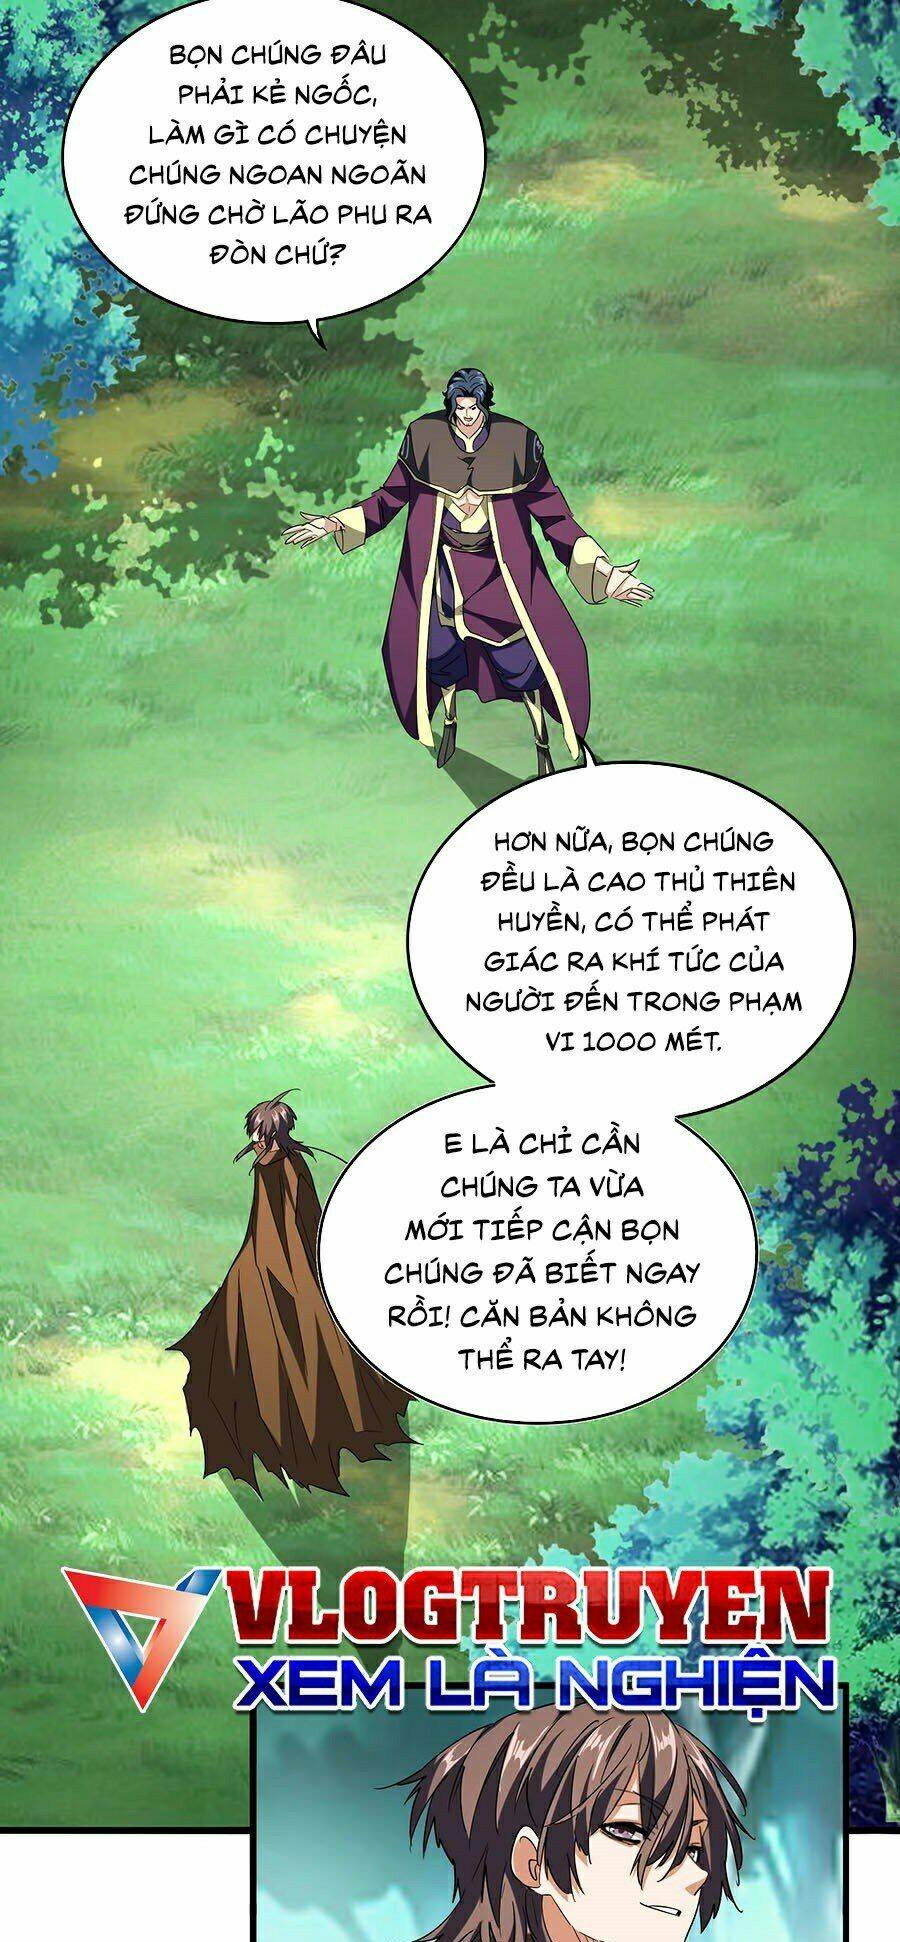 BỌN CHÚNG ĐÂU
PHẢI KẺ NGỐC,
LÀM GÌ CÓ CHUYỆN
CHÚNG NGOAN NGOÃN
ĐỨNG CHỜ LÃO PHU RA
ĐÒN CHỨ?
HƠN NỮA, BỌN CHÚNG
ĐỀU LÀ CAO THỦ THIÊN
HUYỀN, CÓ THỂ PHÁT
GIÁC RA KHÍ TỨC CỦA
NGƯỜI ĐẾN TRONG PHẠM
VI 1000 MÉT.
E LÀ CHỈ CẦN
CHÚNG TA VỪA
MỚI TIẾP CẬN BỌN
CHÚNG ĐÃ BIẾT NGAY
RỒI! CĂN BẢN KHÔNG
THỂ RA TAY!
VLOGTRUYEN
XEM LÀ NGHIỆN